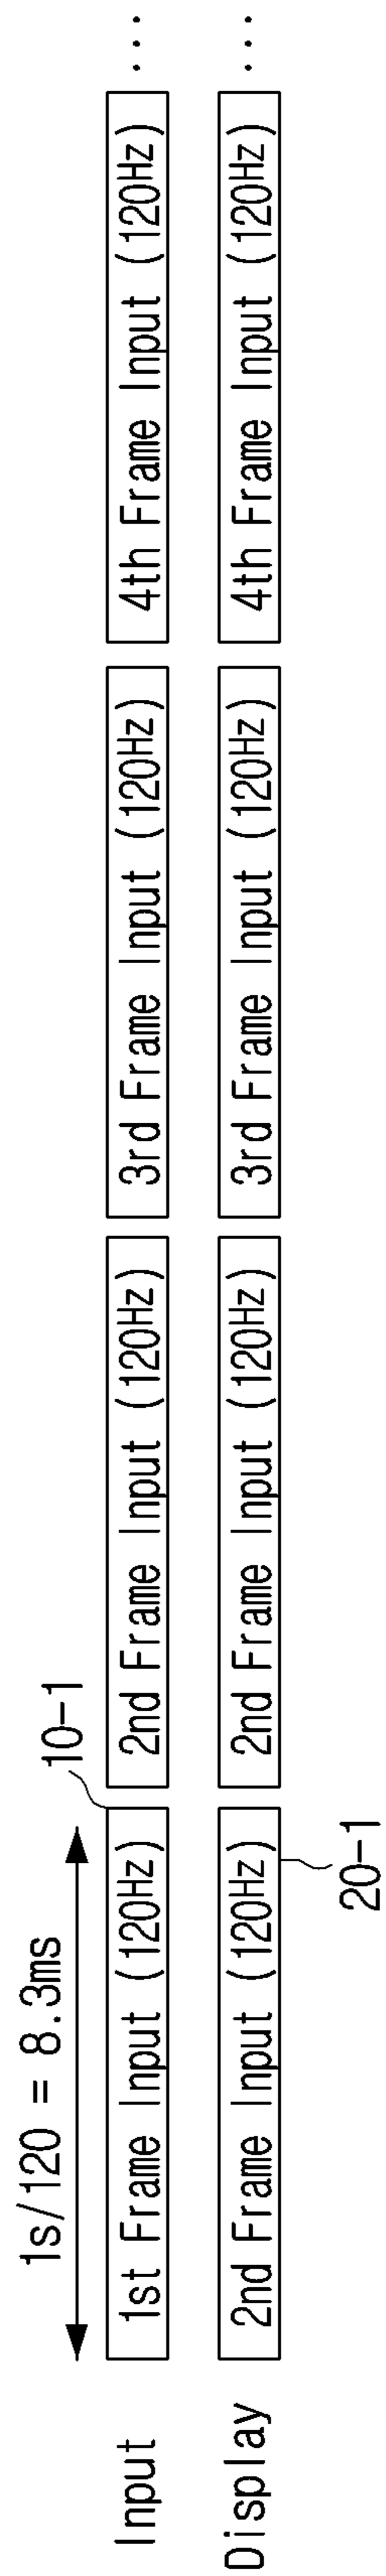 1s/120 = 8.3ms
10-1
Input
1st Frame Input (120Hz)
2nd Frame Input (120Hz)
3rd Frame Input (120Hz)
4th Frame Input (120Hz)
...
Display
2nd Frame Input (120Hz)
2nd Frame Input (120Hz)
3rd Frame Input (120Hz)
4th Frame Input (120Hz)
...
20-1